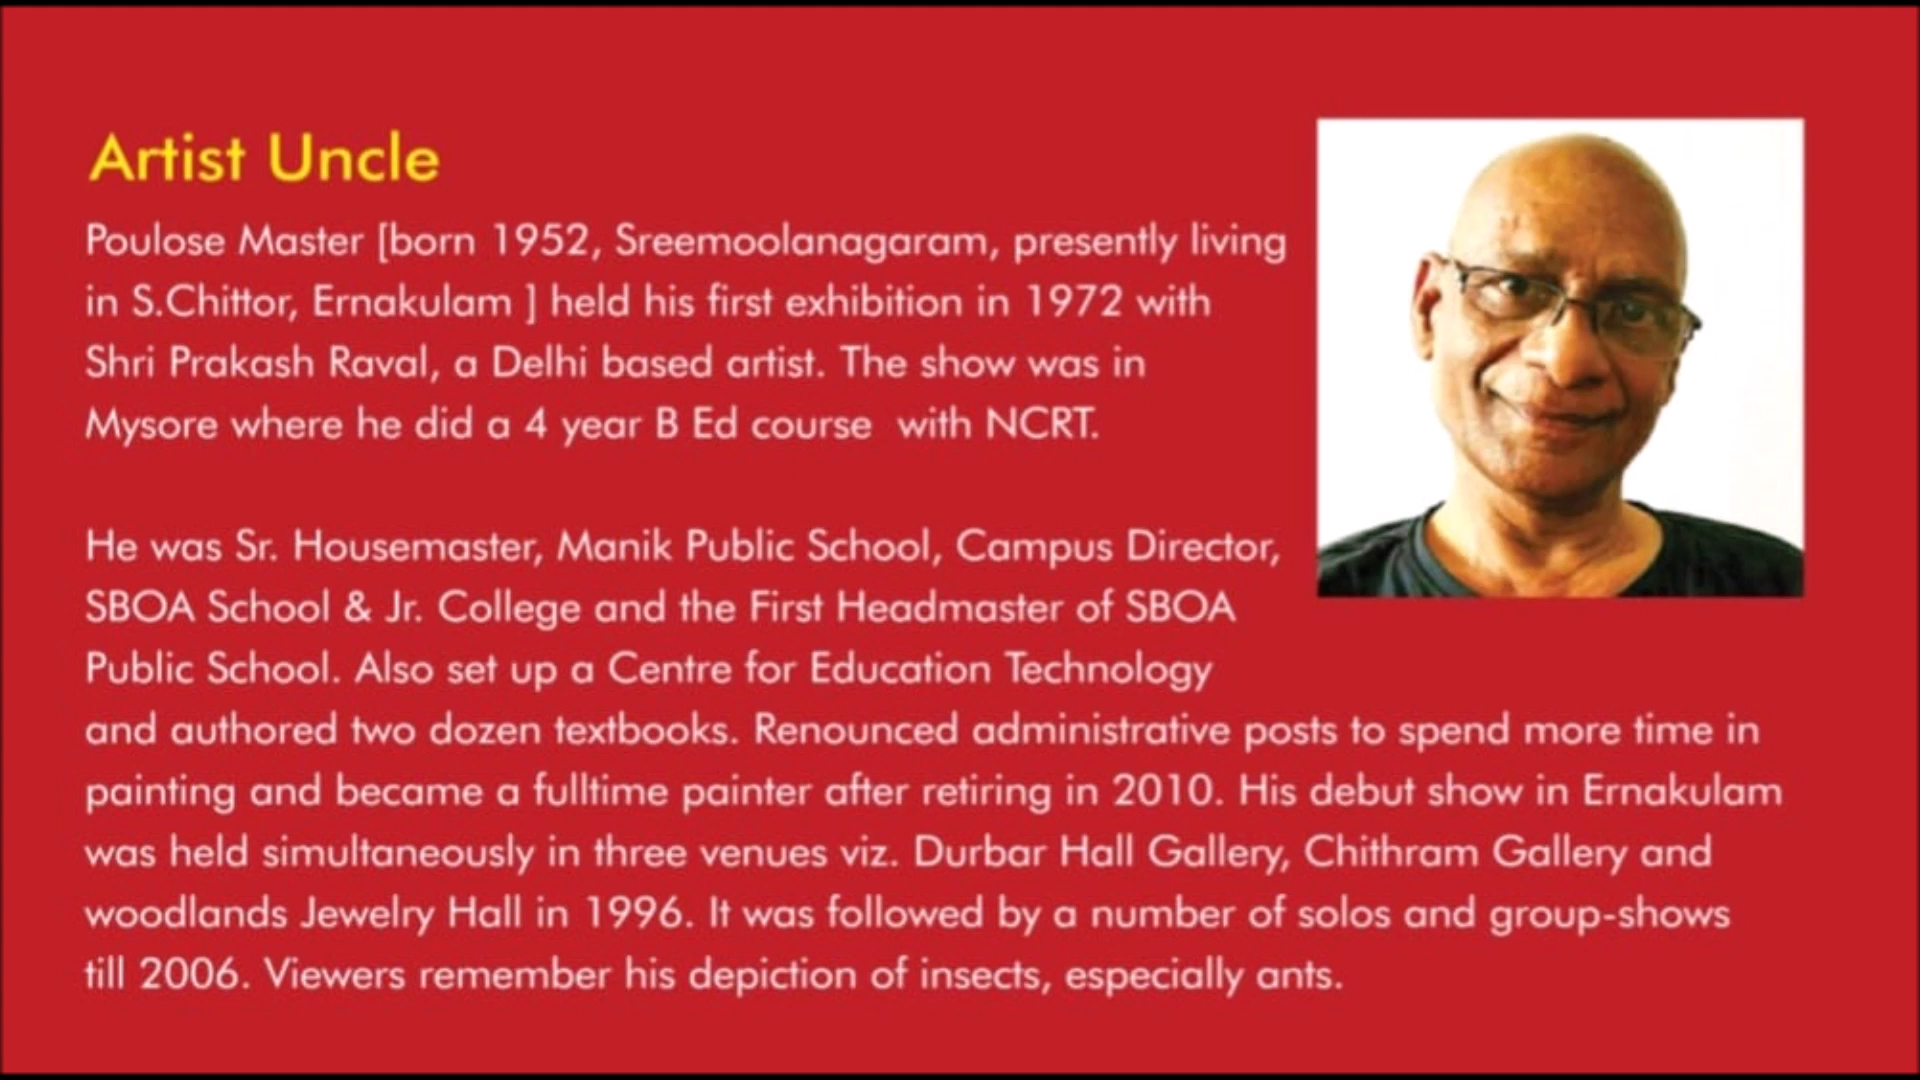 Artist Uncle
Poulose Master [born 1952, Sreemoolanagaram, presently living
in S.Chittor, Ernakulam ] held his first exhibition in 1972 with
Shri Prakash Raval, a Delhi based artist. The show was in
Mysore where he did a 4 year B Ed course  with NCRT.
He was Sr. Housemaster, Manik Public School, Campus Director,
SBOA School & Jr. College and the First Headmaster of SBOA
Public School. Also set up a Centre for Education Technology
and authored two dozen textbooks. Renounced administrative posts to spend more time in
painting and became a fulltime painter after retiring in 2010. His debut show in Ernakulam
was held simultaneously in three venues viz. Durbar Hall Gallery, Chithram Gallery and
woodlands Jewelry Hall in 1996. It was followed by a number of solos and group-shows
till 2006. Viewers remember his depiction of insects, especially ants.